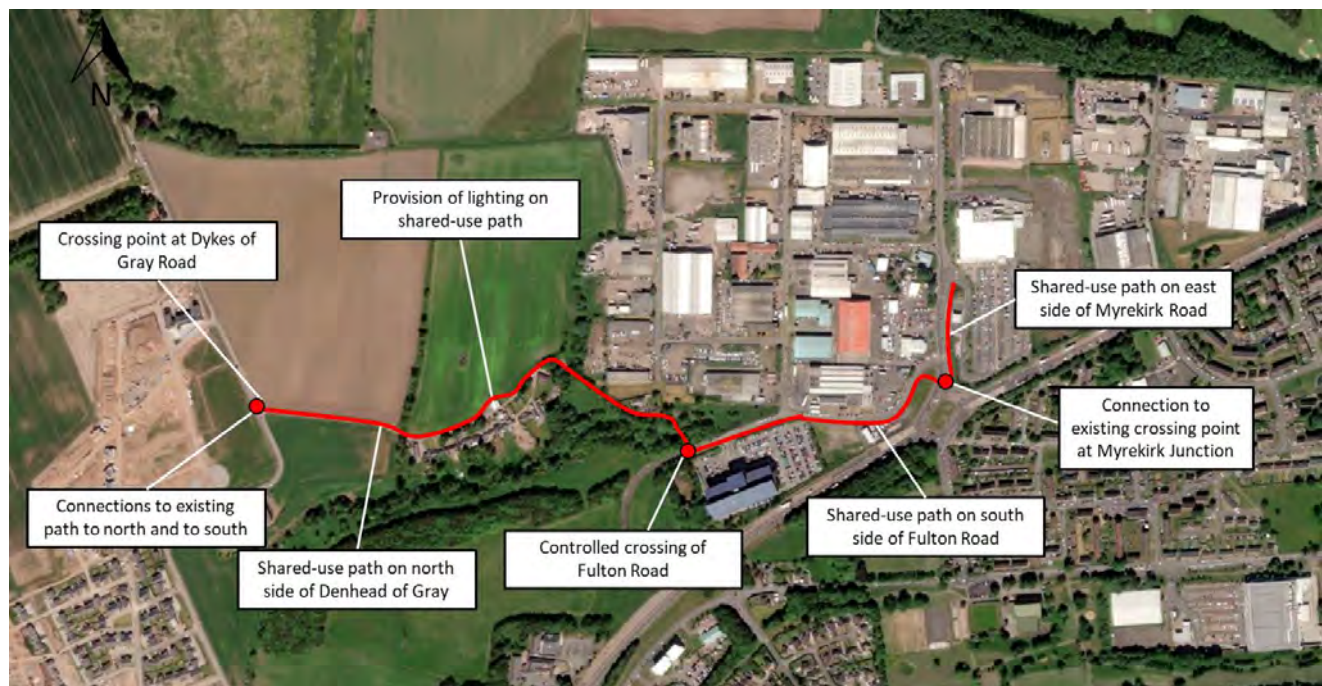 N
Provision of lighting on
shared-use path
Crossing point at Dykes of
Gray Road
Shared-use path on east
side of Myrekirk Road
Connection to
existing crossing point
at Myrekirk Junction
Connections to existing
path to north and to south
Shared-use path on north
side of Denhead of Gray
Controlled crossing of
Fulton Road
Shared-use path on south
side of Fulton Road